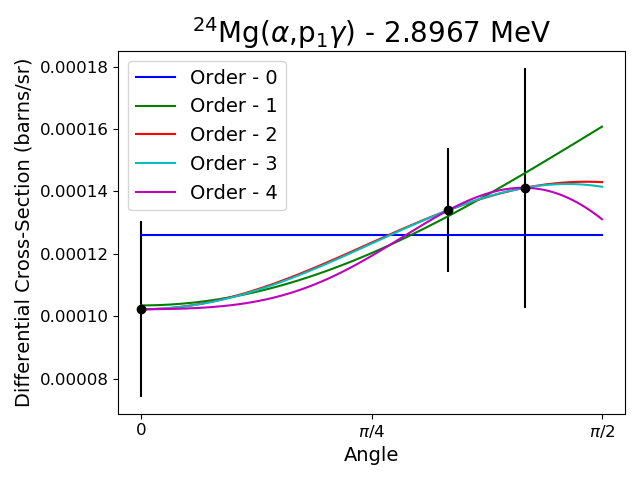 ²⁴Mg(α,p₁γ) - 2.8967 MeV
Differential Cross-Section (barns/sr)
0.00018
0.00016
0.00014
0.00012
0.00010
0.00008
Order - 0
Order - 1
Order - 2
Order - 3
Order - 4
0
π/4
π/2
Angle